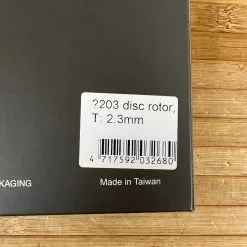 ?203 disc rotor,
T: 2.3mm
4 717592 032680
KAGING
Made in Taiwan